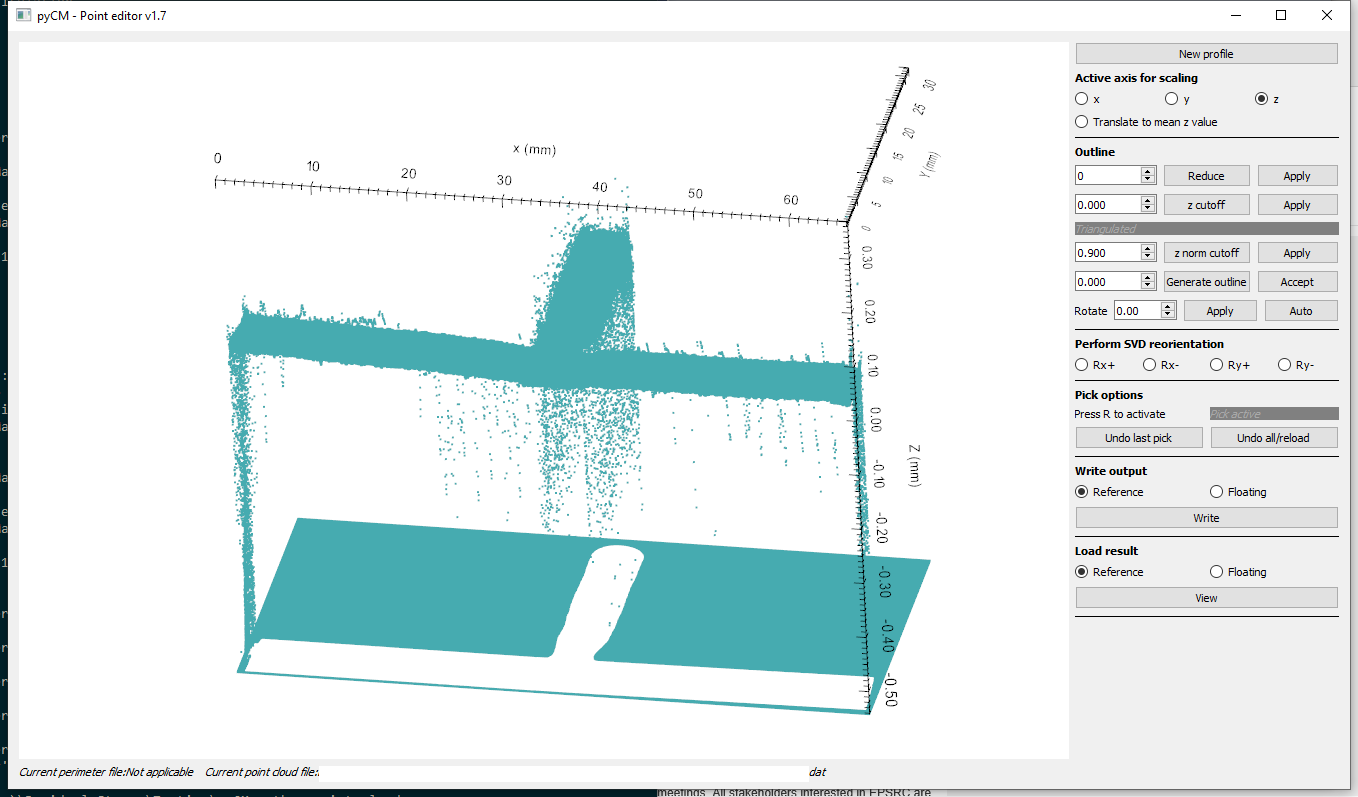 pyCM - Point editor v1.7
New profile
Active axis for scaling
x y z
Translate to mean z value
Outline
0 Reduce Apply
0.000 z cutoff Apply
Triangulated
0.900 z norm cutoff Apply
0.000 Generate outline Accept
Rotate 0.00 Apply Auto
Perform SVD reorientation
Rx+ Rx- Ry+ Ry-
Pick options
Press R to activate Pick active
Undo last pick Undo all/reload
Write output
Reference Floating
Write
Load result
Reference Floating
View
x (mm)
0 10 20 30 40 50 60
Y (mm)
0 5 10 15 20 25 30
Z (mm)
0.30
0.20
0.10
0.00
-0.10
-0.20
-0.30
-0.40
-0.50
Current perimeter file:Not applicable Current point cloud file: dat
meetings. All stakeholders interested in EPSRC are